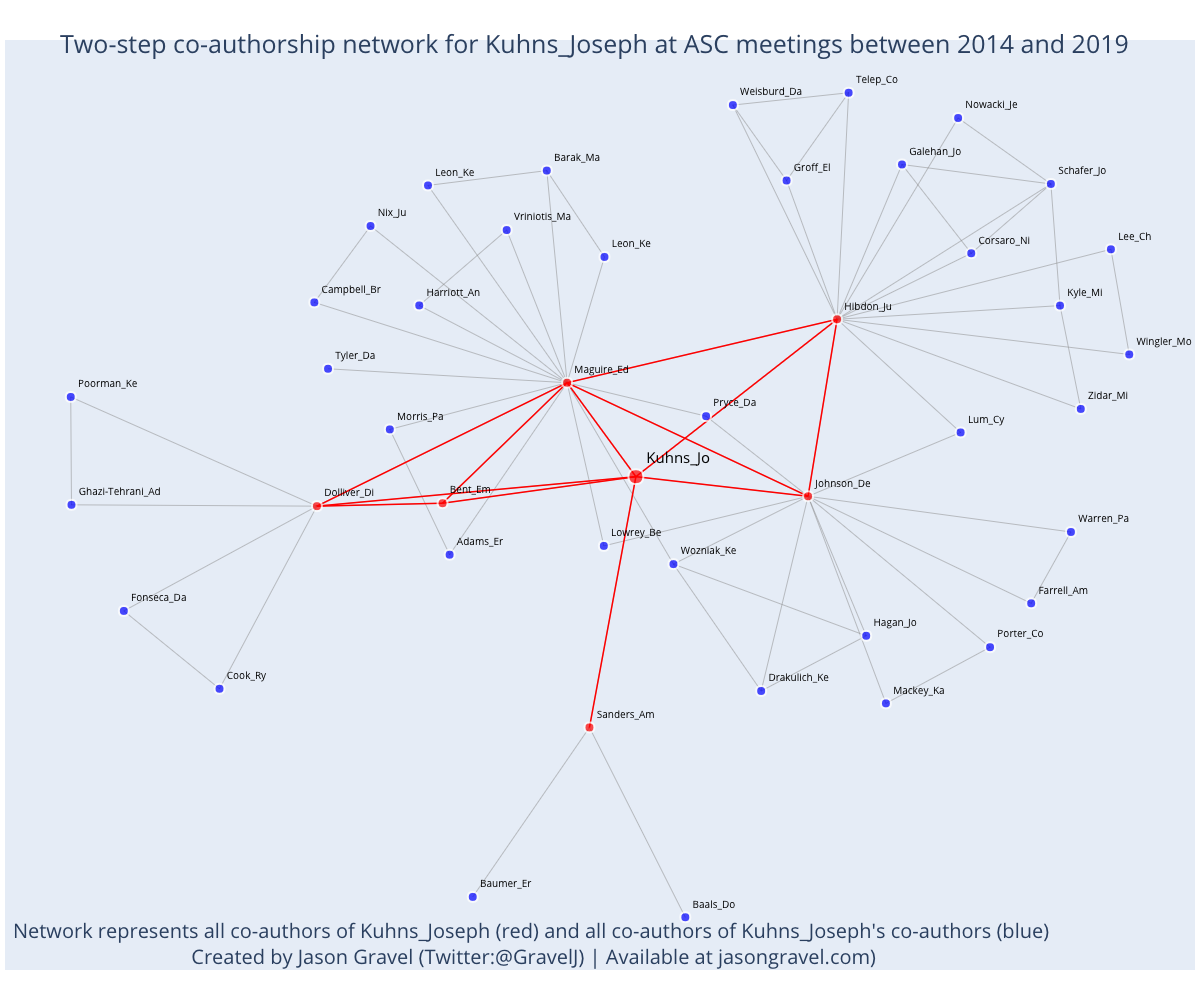 Two-step co-authorship network for Kuhns_Joseph at ASC meetings between 2014 and 2019
Telep_Co
Weisburd_Da
Nowacki_Je
Galehan_Jo
Barak_Ma
Groff_El
Leon_Ke
Schafer_Jo
Nix_Ju
Vriniotis_Ma
Lee_Ch
Corsaro_Ni
Leon_Ke
Campbell_Br
Harriott_An
Kyle_Mi
Hibdon_Ju
Wingler_Mo
Tyler_Da
Maguire_Ed
Poorman_Ke
Zidar_Mi
Pryce_Da
Morris_Pa
Lum_Cy
Kuhns_Jo
Johnson_De
Ghazi-Tehrani_Ad
Dolliver_Di
Bent_Em
Warren_Pa
Lowrey_Be
Adams_Er
Wozniak_Ke
Farrell_Am
Fonseca_Da
Hagan_Jo
Porter_Co
Cook_Ry
Drakulich_Ke
Mackey_Ka
Sanders_Am
Baumer_Er
Baals_Do
Network represents all co-authors of Kuhns_Joseph (red) and all co-authors of Kuhns_Joseph's co-authors (blue)
Created by Jason Gravel (Twitter:@GravelJ) | Available at jasongravel.com)